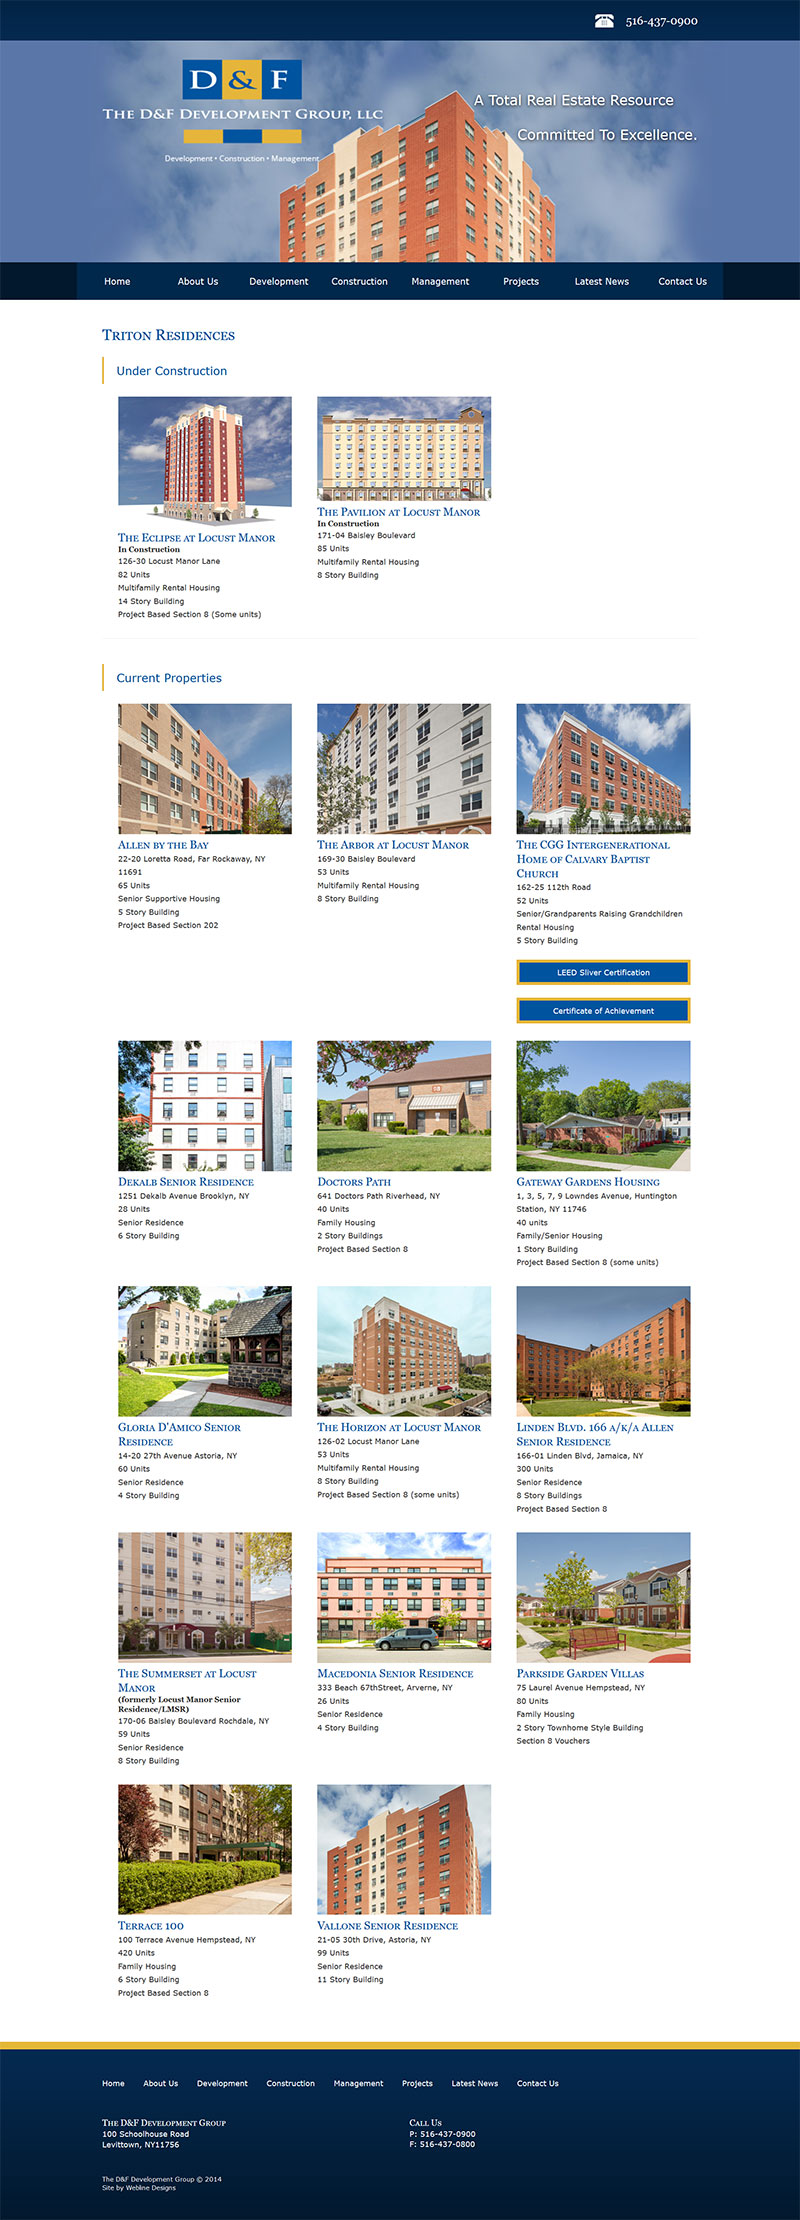 516-437-0900
D & F
The D&F Development Group, LLC
Development • Construction • Management
A Total Real Estate Resource
Committed To Excellence.
Home About Us Development Construction Management Projects Latest News Contact Us
Triton Residences
Under Construction
The Eclipse at Locust Manor
In Construction
126-30 Locust Manor Lane
82 Units
Multifamily Rental Housing
14 Story Building
Project Based Section 8 (Some units)
The Pavilion at Locust Manor
In Construction
171-04 Baisley Boulevard
85 Units
Multifamily Rental Housing
8 Story Building
Current Properties
Allen by the Bay
22-20 Loretta Road, Far Rockaway, NY
11691
65 Units
Senior Supportive Housing
5 Story Building
Project Based Section 202
The Arbor at Locust Manor
169-30 Baisley Boulevard
53 Units
Multifamily Rental Housing
8 Story Building
The CGG Intergenerational
Home of Calvary Baptist
Church
162-25 112th Road
52 Units
Senior/Grandparents Raising Grandchildren
Rental Housing
5 Story Building
LEED Sliver Certification
Certificate of Achievement
Dekalb Senior Residence
1251 Dekalb Avenue Brooklyn, NY
28 Units
Senior Residence
6 Story Building
Doctors Path
641 Doctors Path Riverhead, NY
40 Units
Family Housing
2 Story Buildings
Project Based Section 8
Gateway Gardens Housing
1, 3, 5, 7, 9 Lowndes Avenue, Huntington
Station, NY 11746
40 units
Family/Senior Housing
1 Story Building
Project Based Section 8 (some units)
Gloria D'Amico Senior
Residence
14-20 27th Avenue Astoria, NY
60 Units
Senior Residence
4 Story Building
The Horizon at Locust Manor
126-02 Locust Manor Lane
53 Units
Multifamily Rental Housing
8 Story Building
Project Based Section 8 (some units)
Linden Blvd. 166 a/k/a Allen
Senior Residence
166-01 Linden Blvd, Jamaica, NY
300 Units
Senior Residence
8 Story Buildings
Project Based Section 8
The Summerset at Locust
Manor
(formerly Locust Manor Senior
Residence/LMSR)
170-06 Baisley Boulevard Rochdale, NY
59 Units
Senior Residence
8 Story Building
Macedonia Senior Residence
333 Beach 67thStreet, Arverne, NY
26 Units
Senior Residence
4 Story Building
Parkside Garden Villas
75 Laurel Avenue Hempstead, NY
80 Units
Family Housing
2 Story Townhome Style Building
Section 8 Vouchers
Terrace 100
100 Terrace Avenue Hempstead, NY
420 Units
Family Housing
6 Story Building
Project Based Section 8
Vallone Senior Residence
21-05 30th Drive, Astoria, NY
99 Units
Senior Residence
11 Story Building
Home About Us Development Construction Management Projects Latest News Contact Us
The D&F Development Group
100 Schoolhouse Road
Levittown, NY11756
Call Us
P: 516-437-0900
F: 516-437-0800
The D&F Development Group © 2014
Site by Webline Designs